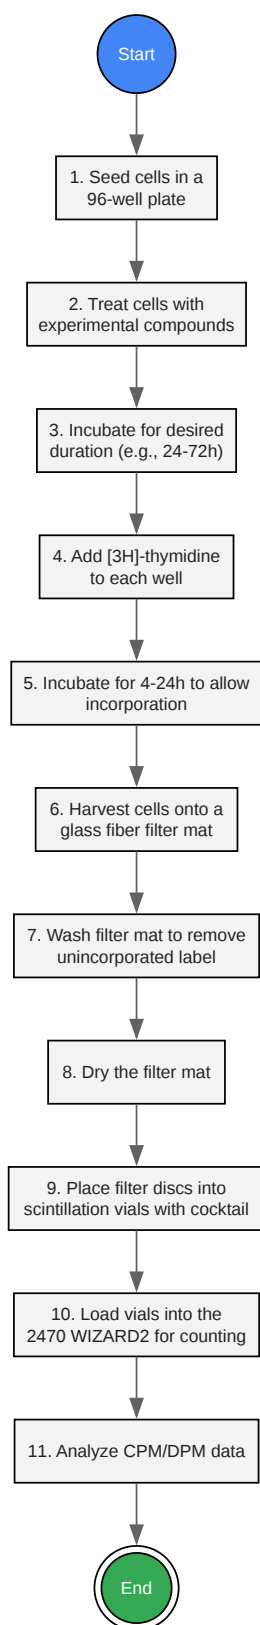 Start
1. Seed cells in a
96-well plate
2. Treat cells with
experimental compounds
3. Incubate for desired
duration (e.g., 24-72h)
4. Add [3H]-thymidine
to each well
5. Incubate for 4-24h to allow
incorporation
6. Harvest cells onto a
glass fiber filter mat
7. Wash filter mat to remove
unincorporated label
8. Dry the filter mat
9. Place filter discs into
scintillation vials with cocktail
10. Load vials into the
2470 WIZARD2 for counting
11. Analyze CPM/DPM data
End